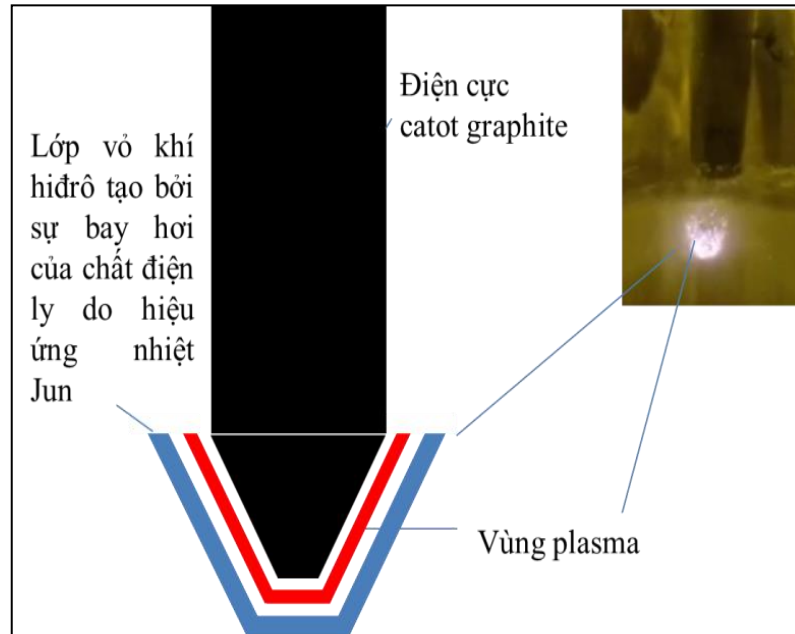 Lớp vỏ khí
hiđrô tạo bởi
sự bay hơi
của chất điện
ly do hiệu
ứng nhiệt
Jun
Điện cực
catot graphite
Vùng plasma